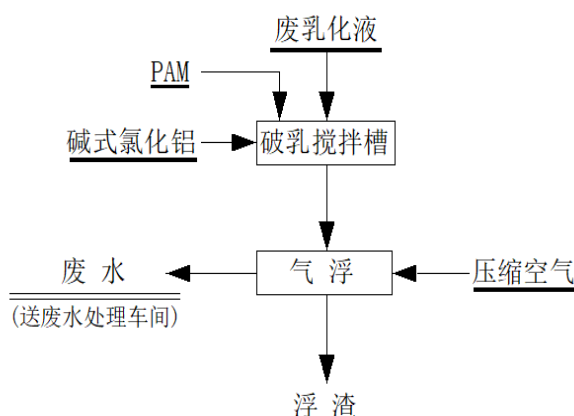 废乳化液
PAM
碱式氯化铝
破乳搅拌槽
废 水
气 浮
压缩空气
(送废水处理车间)
浮 渣